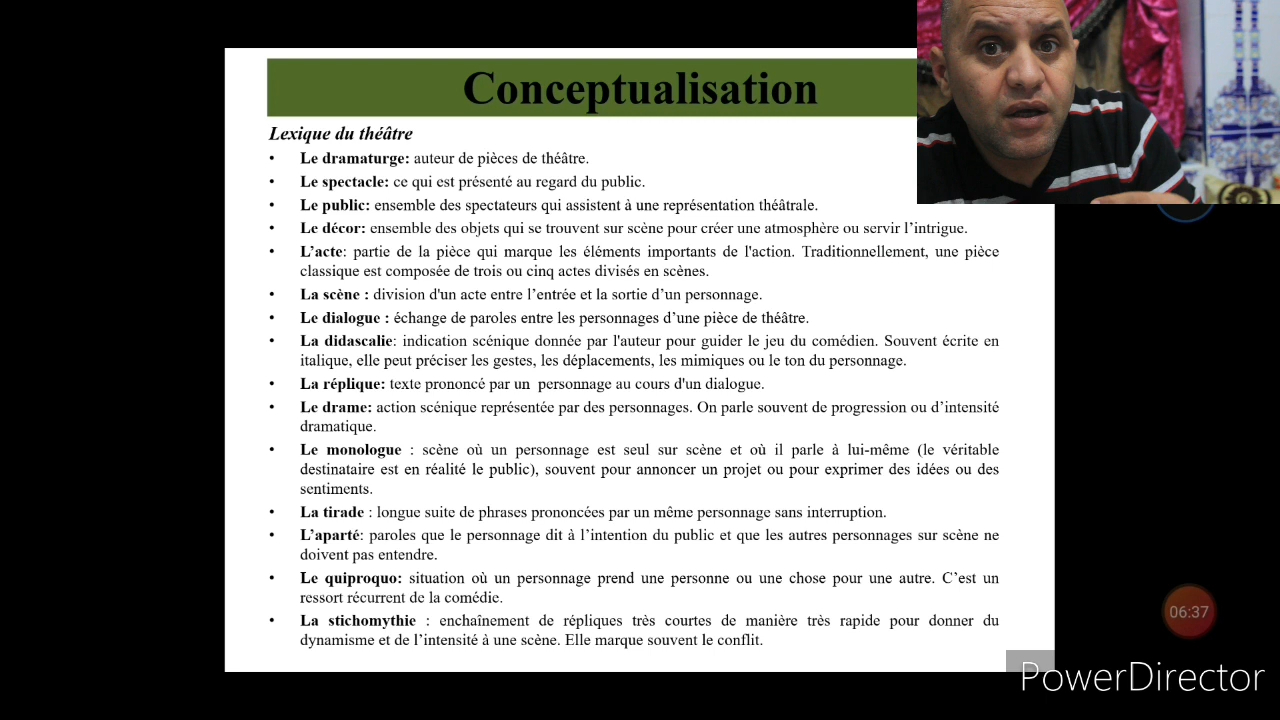 Conceptualisation
Lexique du théâtre
• Le dramaturge: auteur de pièces de théâtre.
• Le spectacle: ce qui est présenté au regard du public.
• Le public: ensemble des spectateurs qui assistent à une représentation théâtrale.
• Le décor: ensemble des objets qui se trouvent sur scène pour créer une atmosphère ou servir l’intrigue.
• L’acte: partie de la pièce qui marque les éléments importants de l'action. Traditionnellement, une pièce
classique est composée de trois ou cinq actes divisés en scènes.
• La scène : division d'un acte entre l’entrée et la sortie d’un personnage.
• Le dialogue : échange de paroles entre les personnages d’une pièce de théâtre.
• La didascalie: indication scénique donnée par l'auteur pour guider le jeu du comédien. Souvent écrite en
italique, elle peut préciser les gestes, les déplacements, les mimiques ou le ton du personnage.
• La réplique: texte prononcé par un personnage au cours d'un dialogue.
• Le drame: action scénique représentée par des personnages. On parle souvent de progression ou d’intensité
dramatique.
• Le monologue : scène où un personnage est seul sur scène et où il parle à lui-même (le véritable
destinataire est en réalité le public), souvent pour annoncer un projet ou pour exprimer des idées ou des
sentiments.
• La tirade : longue suite de phrases prononcées par un même personnage sans interruption.
• L’aparté: paroles que le personnage dit à l’intention du public et que les autres personnages sur scène ne
doivent pas entendre.
• Le quiproquo: situation où un personnage prend une personne ou une chose pour une autre. C’est un
ressort récurrent de la comédie.
• La stichomythie : enchaînement de répliques très courtes de manière très rapide pour donner du
dynamisme et de l’intensité à une scène. Elle marque souvent le conflit.
06:37
PowerDirector